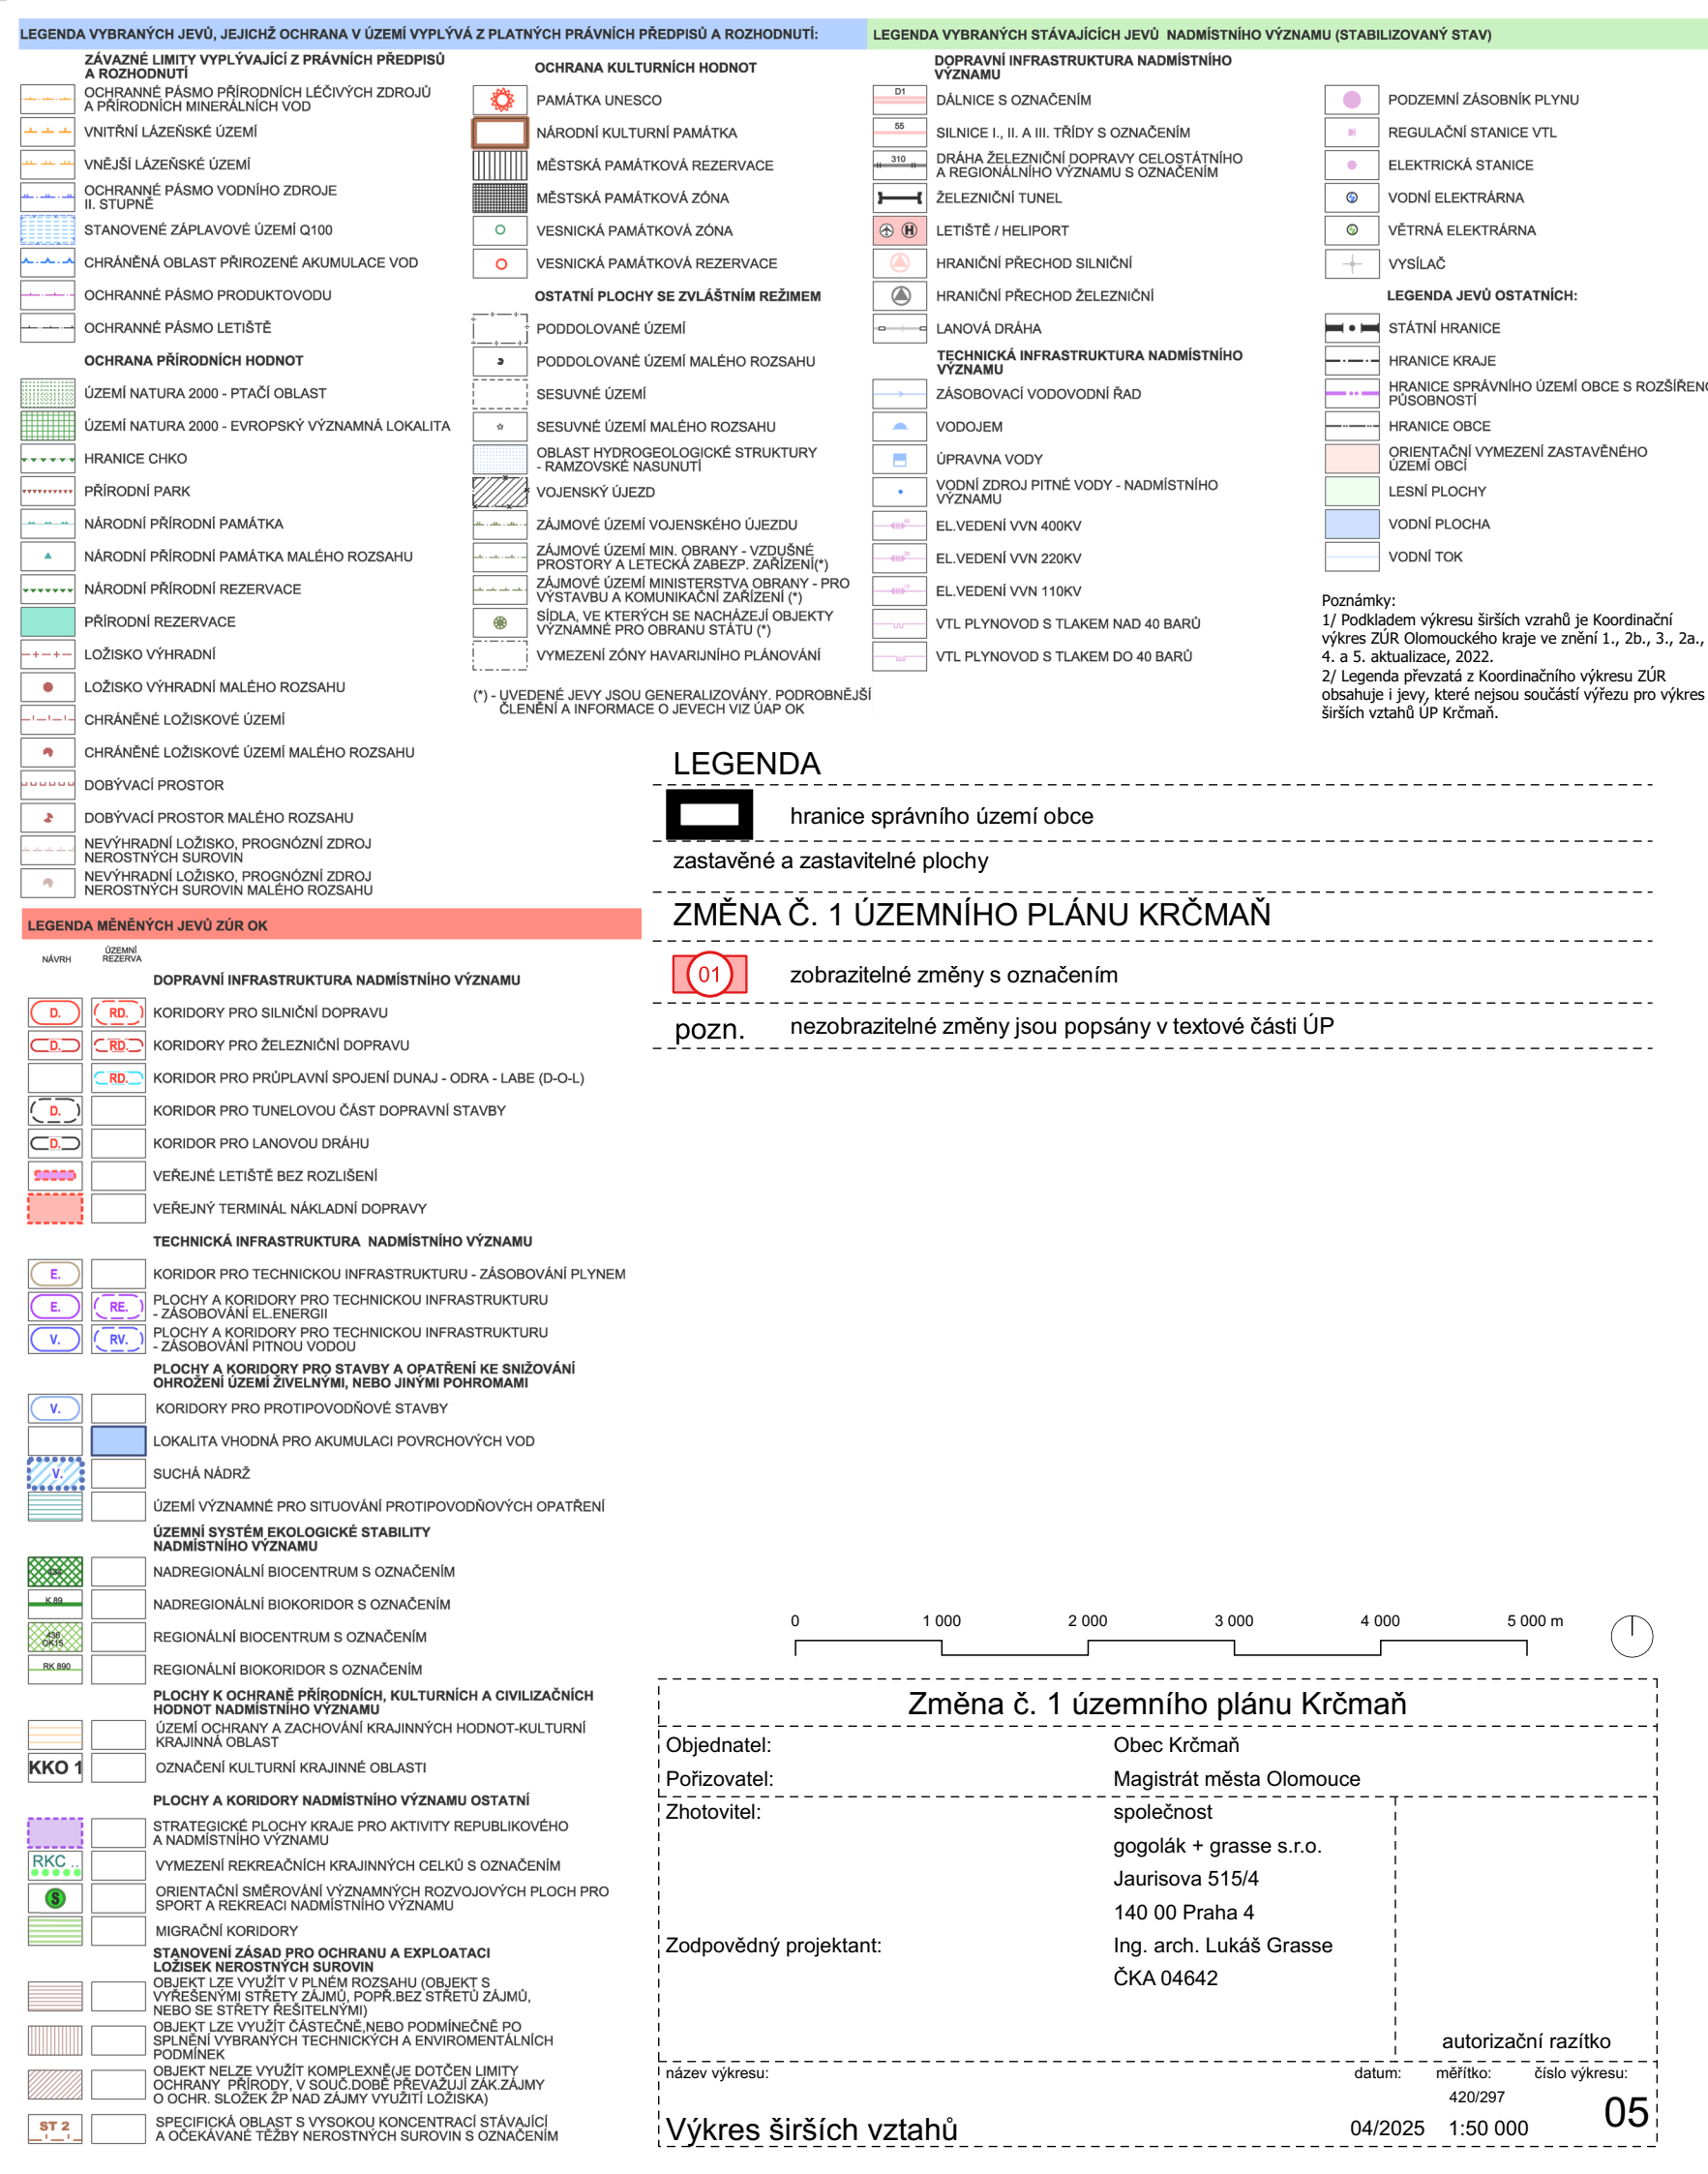 LEGENDA VYBRANÝCH JEVŮ, JEJICHŽ OCHRANA V ÚZEMÍ VYPLÝVÁ Z PLATNÝCH PRÁVNÍCH PŘEDPISŮ A ROZHODNUTÍ:
ZÁVAZNÉ LIMITY VYPLÝVAJÍCÍ Z PRÁVNÍCH PŘEDPISŮ
A ROZHODNUTÍ
OCHRANNÉ PÁSMO PŘÍRODNÍCH LÉČIVÝCH ZDROJŮ
A PŘÍRODNÍCH MINERÁLNÍCH VOD
VNITŘNÍ LÁZEŇSKÉ ÚZEMÍ
VNĚJŠÍ LÁZEŇSKÉ ÚZEMÍ
OCHRANNÉ PÁSMO VODNÍHO ZDROJE
II. STUPNĚ
STANOVENÉ ZÁPLAVOVÉ ÚZEMÍ Q100
CHRÁNĚNÁ OBLAST PŘIROZENÉ AKUMULACE VOD
OCHRANNÉ PÁSMO PRODUKTOVODU
OCHRANNÉ PÁSMO LETIŠTĚ
OCHRANA PŘÍRODNÍCH HODNOT
ÚZEMÍ NATURA 2000 - PTAČÍ OBLAST
ÚZEMÍ NATURA 2000 - EVROPSKÝ VÝZNAMNÁ LOKALITA
HRANICE CHKO
PŘÍRODNÍ PARK
NÁRODNÍ PŘÍRODNÍ PAMÁTKA
NÁRODNÍ PŘÍRODNÍ PAMÁTKA MALÉHO ROZSAHU
NÁRODNÍ PŘÍRODNÍ REZERVACE
PŘÍRODNÍ REZERVACE
LOŽISKO VÝHRADNÍ
LOŽISKO VÝHRADNÍ MALÉHO ROZSAHU
CHRÁNĚNÉ LOŽISKOVÉ ÚZEMÍ
CHRÁNĚNÉ LOŽISKOVÉ ÚZEMÍ MALÉHO ROZSAHU
DOBÝVACÍ PROSTOR
DOBÝVACÍ PROSTOR MALÉHO ROZSAHU
NEVÝHRADNÍ LOŽISKO, PROGNÓZNÍ ZDROJ
NEROSTNÝCH SUROVIN
NEVÝHRADNÍ LOŽISKO, PROGNÓZNÍ ZDROJ
NEROSTNÝCH SUROVIN MALÉHO ROZSAHU
OCHRANA KULTURNÍCH HODNOT
PAMÁTKA UNESCO
NÁRODNÍ KULTURNÍ PAMÁTKA
MĚSTSKÁ PAMÁTKOVÁ REZERVACE
MĚSTSKÁ PAMÁTKOVÁ ZÓNA
VESNICKÁ PAMÁTKOVÁ ZÓNA
VESNICKÁ PAMÁTKOVÁ REZERVACE
OSTATNÍ PLOCHY SE ZVLÁŠTNÍM REŽIMEM
PODDOLOVANÉ ÚZEMÍ
PODDOLOVANÉ ÚZEMÍ MALÉHO ROZSAHU
SESUVNÉ ÚZEMÍ
SESUVNÉ ÚZEMÍ MALÉHO ROZSAHU
OBLAST HYDROGEOLOGICKÉ STRUKTURY
- RAMZOVSKÉ NASUNUTÍ
VOJENSKÝ ÚJEZD
ZÁJMOVÉ ÚZEMÍ VOJENSKÉHO ÚJEZDU
ZÁJMOVÉ ÚZEMÍ MIN. OBRANY - VZDUŠNÉ
PROSTORY A LETECKÁ ZABEZP. ZAŘÍZENÍ(*)
ZÁJMOVÉ ÚZEMÍ MINISTERSTVA OBRANY - PRO
VÝSTAVBU A KOMUNIKAČNÍ ZAŘÍZENÍ (*)
SÍDLA, VE KTERÝCH SE NACHÁZEJÍ OBJEKTY
VÝZNAMNÉ PRO OBRANU STÁTU (*)
VYMEZENÍ ZÓNY HAVARIJNÍHO PLÁNOVÁNÍ
(*) - UVEDENÉ JEVY JSOU GENERALIZOVÁNY. PODROBNĚJŠÍ
ČLENĚNÍ A INFORMACE O JEVECH VIZ ÚAP OK
LEGENDA VYBRANÝCH STÁVAJÍCÍCH JEVŮ NADMÍSTNÍHO VÝZNAMU (STABILIZOVANÝ STAV)
DOPRAVNÍ INFRASTRUKTURA NADMÍSTNÍHO
VÝZNAMU
D1 DÁLNICE S OZNAČENÍM
55 SILNICE I., II. A III. TŘÍDY S OZNAČENÍM
310 DRÁHA ŽELEZNIČNÍ DOPRAVY CELOSTÁTNÍHO
A REGIONÁLNÍHO VÝZNAMU S OZNAČENÍM
ŽELEZNIČNÍ TUNEL
H LETIŠTĚ / HELIPORT
HRANIČNÍ PŘECHOD SILNIČNÍ
HRANIČNÍ PŘECHOD ŽELEZNIČNÍ
LANOVÁ DRÁHA
TECHNICKÁ INFRASTRUKTURA NADMÍSTNÍHO
VÝZNAMU
ZÁSOBOVACÍ VODOVODNÍ ŘAD
VODOJEM
ÚPRAVNA VODY
VODNÍ ZDROJ PITNÉ VODY - NADMÍSTNÍHO
VÝZNAMU
EL.VEDENÍ VVN 400KV
EL.VEDENÍ VVN 220KV
EL.VEDENÍ VVN 110KV
VTL PLYNOVOD S TLAKEM NAD 40 BARŮ
VTL PLYNOVOD S TLAKEM DO 40 BARŮ
PODZEMNÍ ZÁSOBNÍK PLYNU
REGULAČNÍ STANICE VTL
ELEKTRICKÁ STANICE
VODNÍ ELEKTRÁRNA
VĚTRNÁ ELEKTRÁRNA
VYSÍLAČ
LEGENDA JEVŮ OSTATNÍCH:
STÁTNÍ HRANICE
HRANICE KRAJE
HRANICE SPRÁVNÍHO ÚZEMÍ OBCE S ROZŠÍŘENO
PŮSOBNOSTÍ
HRANICE OBCE
ORIENTAČNÍ VYMEZENÍ ZASTAVĚNÉHO
ÚZEMÍ OBCÍ
LESNÍ PLOCHY
VODNÍ PLOCHA
VODNÍ TOK
Poznámky:
1/ Podkladem výkresu širších vzrahů je Koordinační
výkres ZÚR Olomouckého kraje ve znění 1., 2b., 3., 2a.,
4. a 5. aktualizace, 2022.
2/ Legenda převzatá z Koordinačního výkresu ZÚR
obsahuje i jevy, které nejsou součástí výřezu pro výkres
širších vztahů ÚP Krčmaň.
LEGENDA
hranice správního území obce
zastavěné a zastavitelné plochy
ZMĚNA Č. 1 ÚZEMNÍHO PLÁNU KRČMAŇ
01 zobrazitelné změny s označením
pozn. nezobrazitelné změny jsou popsány v textové části ÚP
LEGENDA MĚNĚNÝCH JEVŮ ZÚR OK
NÁVRH
ÚZEMNÍ
REZERVA
DOPRAVNÍ INFRASTRUKTURA NADMÍSTNÍHO VÝZNAMU
D. RD. KORIDORY PRO SILNIČNÍ DOPRAVU
D. RD. KORIDORY PRO ŽELEZNIČNÍ DOPRAVU
RD. KORIDOR PRO PRŮPLAVNÍ SPOJENÍ DUNAJ - ODRA - LABE (D-O-L)
D. KORIDOR PRO TUNELOVOU ČÁST DOPRAVNÍ STAVBY
D. KORIDOR PRO LANOVOU DRÁHU
VEŘEJNÉ LETIŠTĚ BEZ ROZLIŠENÍ
VEŘEJNÝ TERMINÁL NÁKLADNÍ DOPRAVY
TECHNICKÁ INFRASTRUKTURA NADMÍSTNÍHO VÝZNAMU
E. KORIDOR PRO TECHNICKOU INFRASTRUKTURU - ZÁSOBOVÁNÍ PLYNEM
E. RE. PLOCHY A KORIDORY PRO TECHNICKOU INFRASTRUKTURU
- ZÁSOBOVÁNÍ EL.ENERGII
V. RV. PLOCHY A KORIDORY PRO TECHNICKOU INFRASTRUKTURU
- ZÁSOBOVÁNÍ PITNOU VODOU
PLOCHY A KORIDORY PRO STAVBY A OPATŘENÍ KE SNIŽOVÁNÍ
OHROŽENÍ ÚZEMÍ ŽIVELNÝMI, NEBO JINÝMI POHROMAMI
V. KORIDORY PRO PROTIPOVODŇOVÉ STAVBY
LOKALITA VHODNÁ PRO AKUMULACI POVRCHOVÝCH VOD
V. SUCHÁ NÁDRŽ
ÚZEMÍ VÝZNAMNÉ PRO SITUOVÁNÍ PROTIPOVODŇOVÝCH OPATŘENÍ
ÚZEMNÍ SYSTÉM EKOLOGICKÉ STABILITY
NADMÍSTNÍHO VÝZNAMU
NADREGIONÁLNÍ BIOCENTRUM S OZNAČENÍM
K 89 NADREGIONÁLNÍ BIOKORIDOR S OZNAČENÍM
436
OK15 REGIONÁLNÍ BIOCENTRUM S OZNAČENÍM
RK 890 REGIONÁLNÍ BIOKORIDOR S OZNAČENÍM
PLOCHY K OCHRANĚ PŘÍRODNÍCH, KULTURNÍCH A CIVILIZAČNÍCH
HODNOT NADMÍSTNÍHO VÝZNAMU
ÚZEMÍ OCHRANY A ZACHOVÁNÍ KRAJINNÝCH HODNOT-KULTURNÍ
KRAJINNÁ OBLAST
KKO 1 OZNAČENÍ KULTURNÍ KRAJINNÉ OBLASTI
PLOCHY A KORIDORY NADMÍSTNÍHO VÝZNAMU OSTATNÍ
STRATEGICKÉ PLOCHY KRAJE PRO AKTIVITY REPUBLIKOVÉHO
A NADMÍSTNÍHO VÝZNAMU
RKC .. VYMEZENÍ REKREAČNÍCH KRAJINNÝCH CELKŮ S OZNAČENÍM
S ORIENTAČNÍ SMĚROVÁNÍ VÝZNAMNÝCH ROZVOJOVÝCH PLOCH PRO
SPORT A REKREACI NADMÍSTNÍHO VÝZNAMU
MIGRAČNÍ KORIDORY
STANOVENÍ ZÁSAD PRO OCHRANU A EXPLOATACI
LOŽISEK NEROSTNÝCH SUROVIN
OBJEKT LZE VYUŽÍT V PLNÉM ROZSAHU (OBJEKT S
VYŘEŠENÝMI STŘETY ZÁJMŮ, POPŘ.BEZ STŘETŮ ZÁJMŮ,
NEBO SE STŘETY ŘEŠITELNÝMI)
OBJEKT LZE VYUŽÍT ČÁSTEČNĚ,NEBO PODMÍNEČNĚ PO
SPLNĚNÍ VYBRANÝCH TECHNICKÝCH A ENVIROMENTÁLNÍCH
PODMÍNEK
OBJEKT NELZE VYUŽÍT KOMPLEXNĚ(JE DOTČEN LIMITY
OCHRANY PŘÍRODY, V SOUČ.DOBĚ PŘEVAŽUJÍ ZÁK.ZÁJMY
O OCHR. SLOŽEK ŽP NAD ZÁJMY VYUŽITÍ LOŽISKA)
ST 2 SPECIFICKÁ OBLAST S VYSOKOU KONCENTRACÍ STÁVAJÍCÍ
A OČEKÁVANÉ TĚŽBY NEROSTNÝCH SUROVIN S OZNAČENÍM
0 1 000 2 000 3 000 4 000 5 000 m
Změna č. 1 územního plánu Krčmaň
Objednatel: Obec Krčmaň
Pořizovatel: Magistrát města Olomouce
Zhotovitel: společnost
gogolák + grasse s.r.o.
Jaurisova 515/4
140 00 Praha 4
Zodpovědný projektant: Ing. arch. Lukáš Grasse
ČKA 04642
autorizační razítko
název výkresu: datum: měřítko: číslo výkresu:
420/297
Výkres širších vztahů 04/2025 1:50 000 05